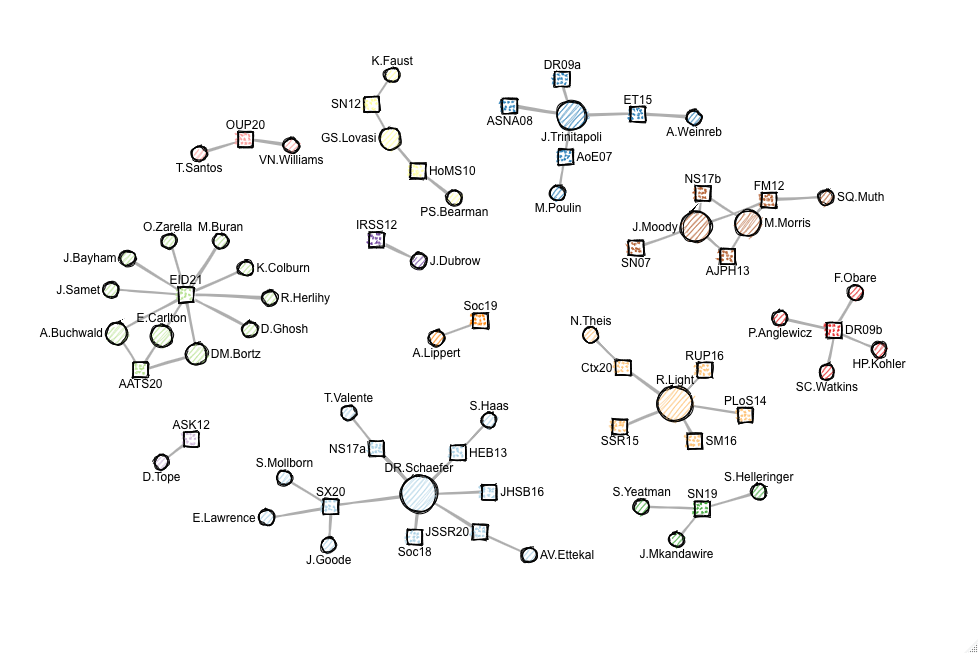 K.Faust
DR09a
SN12
ET15
ASNA08
OUP20
J.Trinitapoli
A.Weinreb
GS.Lovasi
VN.Williams
T.Santos
AoE07
HoMS10
NS17b
FM12
SQ.Muth
PS.Bearman
M.Poulin
O.Zarella
M.Buran
IRSS12
J.Moody
M.Morris
J.Bayham
J.Dubrow
SN07
K.Colburn
AJPH13
EID21
F.Obare
J.Samet
R.Herlihy
Soc19
E.Carlton
N.Theis
A.Buchwald
D.Ghosh
P.Anglewicz
DR09b
A.Lippert
DM.Bortz
RUP16
HP.Kohler
Ctx20
AATS20
R.Light
SC.Watkins
T.Valente
PLoS14
S.Haas
ASK12
SSR15
SM16
NS17a
HEB13
S.Mollborn
DR.Schaefer
D.Tope
S.Helleringer
SX20
JHSB16
S.Yeatman
SN19
E.Lawrence
JSSR20
Soc18
J.Goode
AV.Ettekal
J.Mkandawire